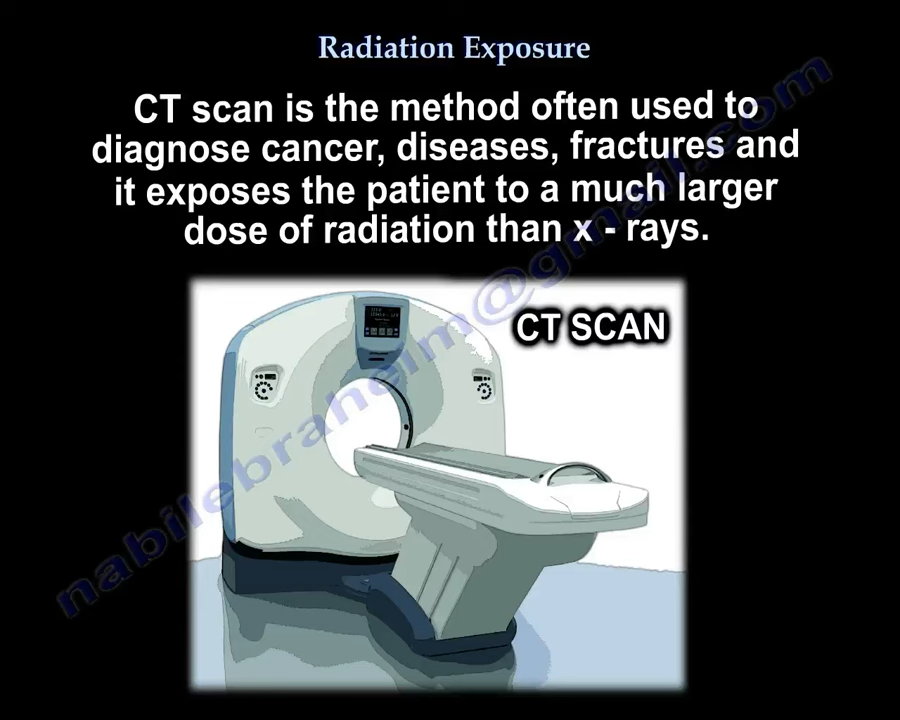 Radiation Exposure
CT scan is the method often used to
diagnose cancer, diseases, fractures and
it exposes the patient to a much larger
dose of radiation than x - rays.
CT SCAN
nabilebraheim@gmail.com